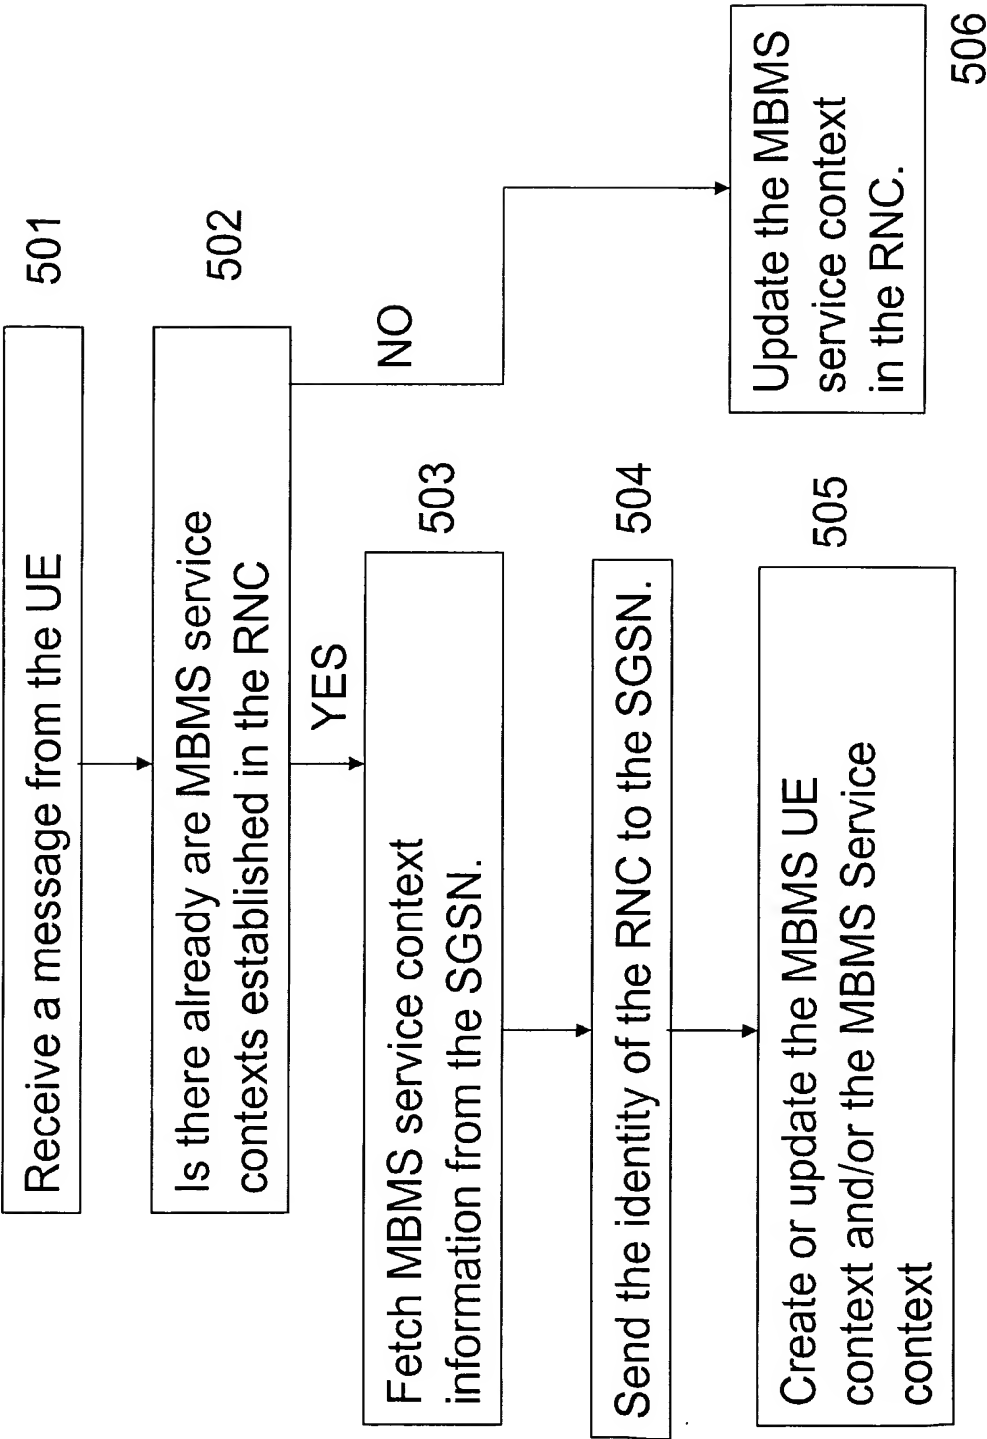 Receive a message from the UE
501
Is there already are MBMS service
contexts established in the RNC
502
YES
NO
Fetch MBMS service context
information from the SGSN.
503
Send the identity of the RNC to the SGSN.
504
Create or update the MBMS UE
context and/or the MBMS Service
context
505
Update the MBMS
service context
in the RNC.
506